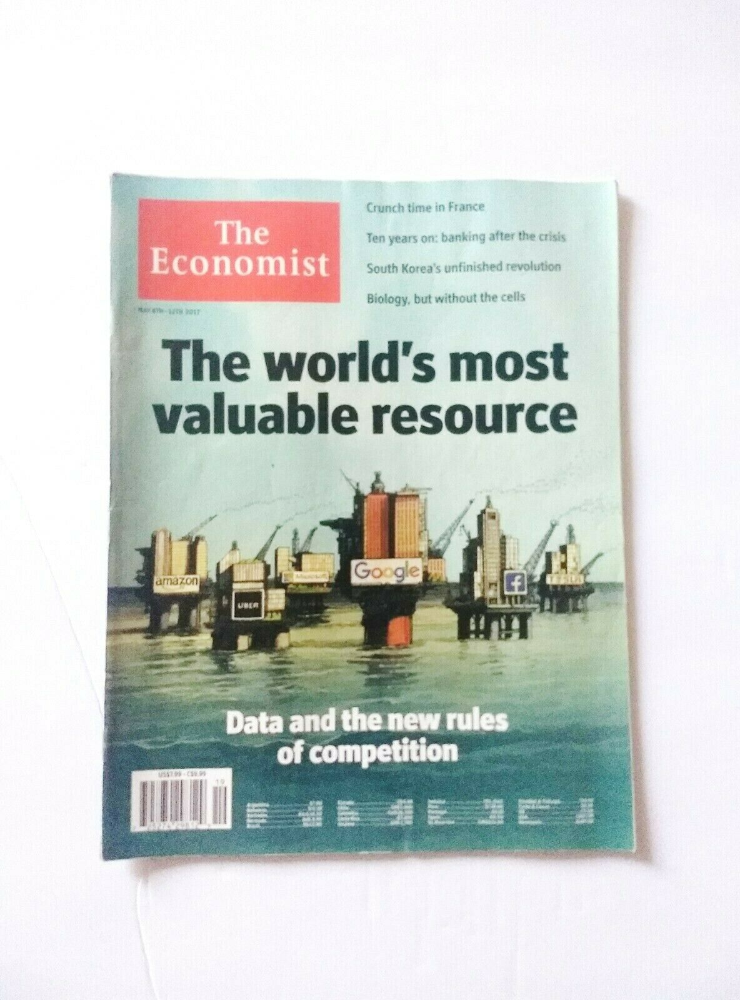 The
Economist
MAY 6TH–12TH 2017
Crunch time in France
Ten years on: banking after the crisis
South Korea's unfinished revolution
Biology, but without the cells
The world's most
valuable resource
amazon
UBER
Microsoft
Google
f
TESLA
Data and the new rules
of competition
US$7.99 - C$9.99
19